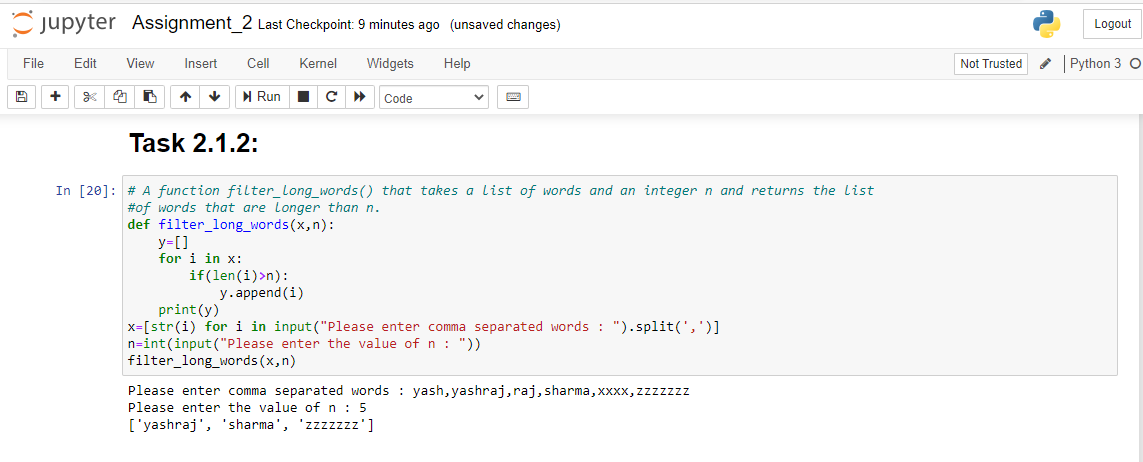 jupyter Assignment_2 Last Checkpoint: 9 minutes ago (unsaved changes)
Logout
File Edit View Insert Cell Kernel Widgets Help
Not Trusted
Python 3
Run
Code
Task 2.1.2:
In [20]: # A function filter_long_words() that takes a list of words and an integer n and returns the list
#of words that are longer than n.
def filter_long_words(x,n):
    y=[]
    for i in x:
        if(len(i)>n):
            y.append(i)
    print(y)
x=[str(i) for i in input("Please enter comma separated words : ").split(',')]
n=int(input("Please enter the value of n : "))
filter_long_words(x,n)
Please enter comma separated words : yash,yashraj,raj,sharma,xxxx,zzzzzzz
Please enter the value of n : 5
['yashraj', 'sharma', 'zzzzzzz']